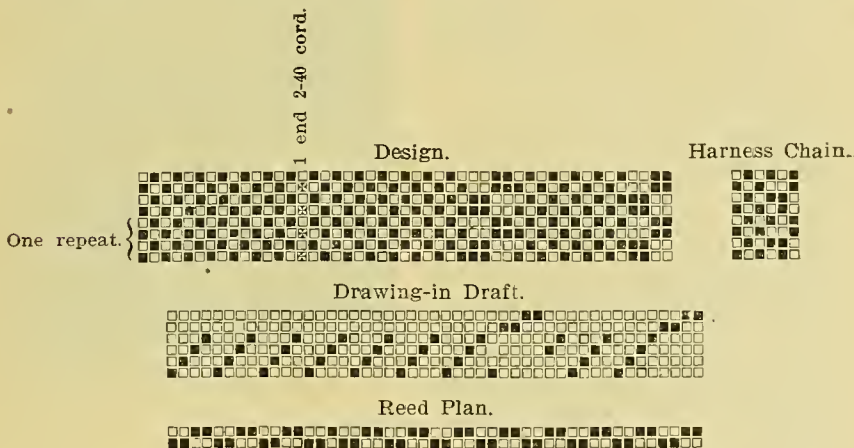 1 end 2-40 cord.
Design.
Harness Chain.
One repeat.
Drawing-in Draft.
Reed Plan.